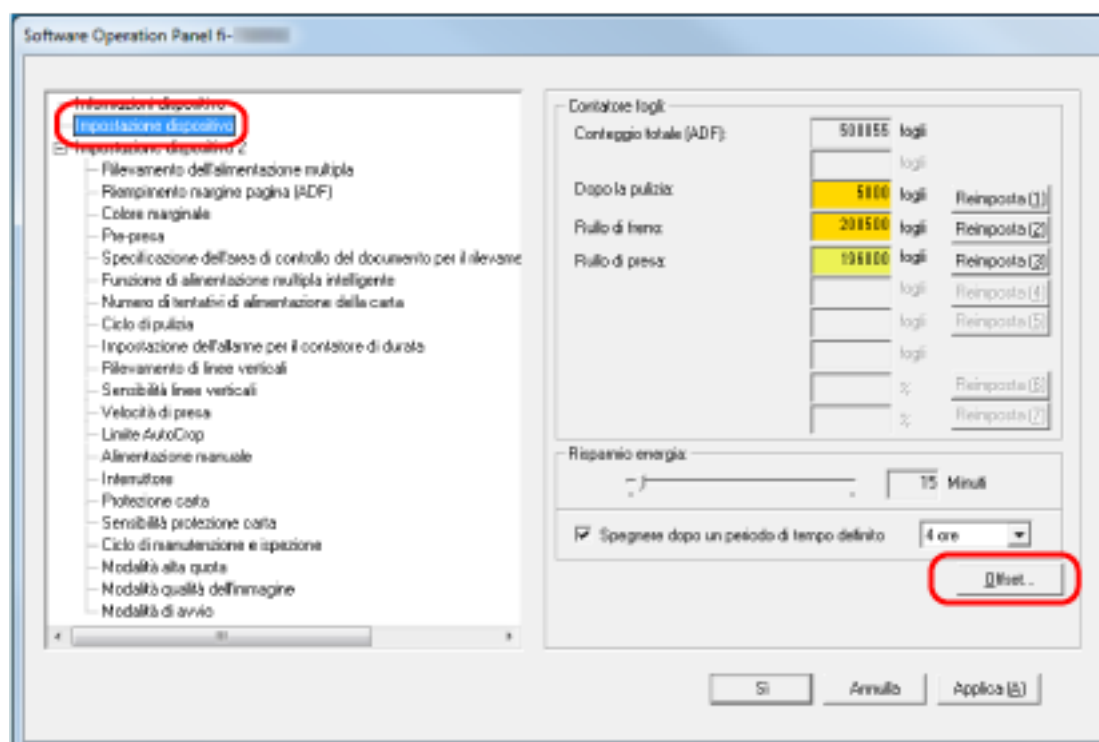 Software Operation Panel fi-
Informazioni dispositivo
Impostazione dispositivo
Impostazione dispositivo 2
Rilevamento dell'alimentazione multipla
Riempimento margine pagina (ADF)
Colore marginale
Pre-presa
Specificazione dell'area di controllo del documento per il rilevame
Funzione di alimentazione multipla intelligente
Numero di tentativi di alimentazione della carta
Ciclo di pulizia
Impostazione dell'allarme per il contatore di durata
Rilevamento di linee verticali
Sensibilità linee verticali
Velocità di presa
Limite AutoCrop
Alimentazione manuale
Interruttore
Protezione carta
Sensibilità protezione carta
Ciclo di manutenzione e ispezione
Modalità alta quota
Modalità qualità dell'immagine
Modalità di avvio
Contatore fogli:
Conteggio totale (ADF): fogli
fogli
Dopo la pulizia: 5000 fogli Reimposta (1)
Rullo di freno: 208500 fogli Reimposta (2)
Rullo di presa: fogli Reimposta (3)
fogli Reimposta (4)
fogli Reimposta (5)
fogli
% Reimposta (6)
% Reimposta (7)
Risparmio energia:
15 Minuti
Spegnere dopo un periodo di tempo definito 4 ore
Offset...
Sì Annulla Applica (A)